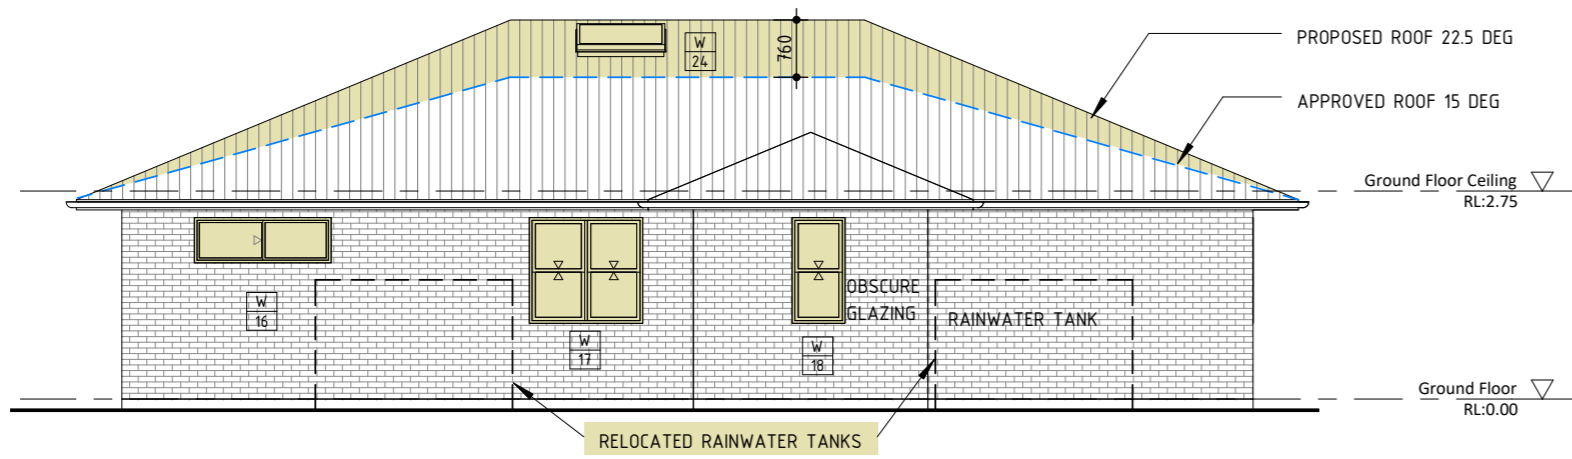 W
24
760
PROPOSED ROOF 22.5 DEG
APPROVED ROOF 15 DEG
Ground Floor Ceiling
RL:2.75
W
16
W
17
W
18
OBSCURE
GLAZING
RAINWATER TANK
Ground Floor
RL:0.00
RELOCATED RAINWATER TANKS